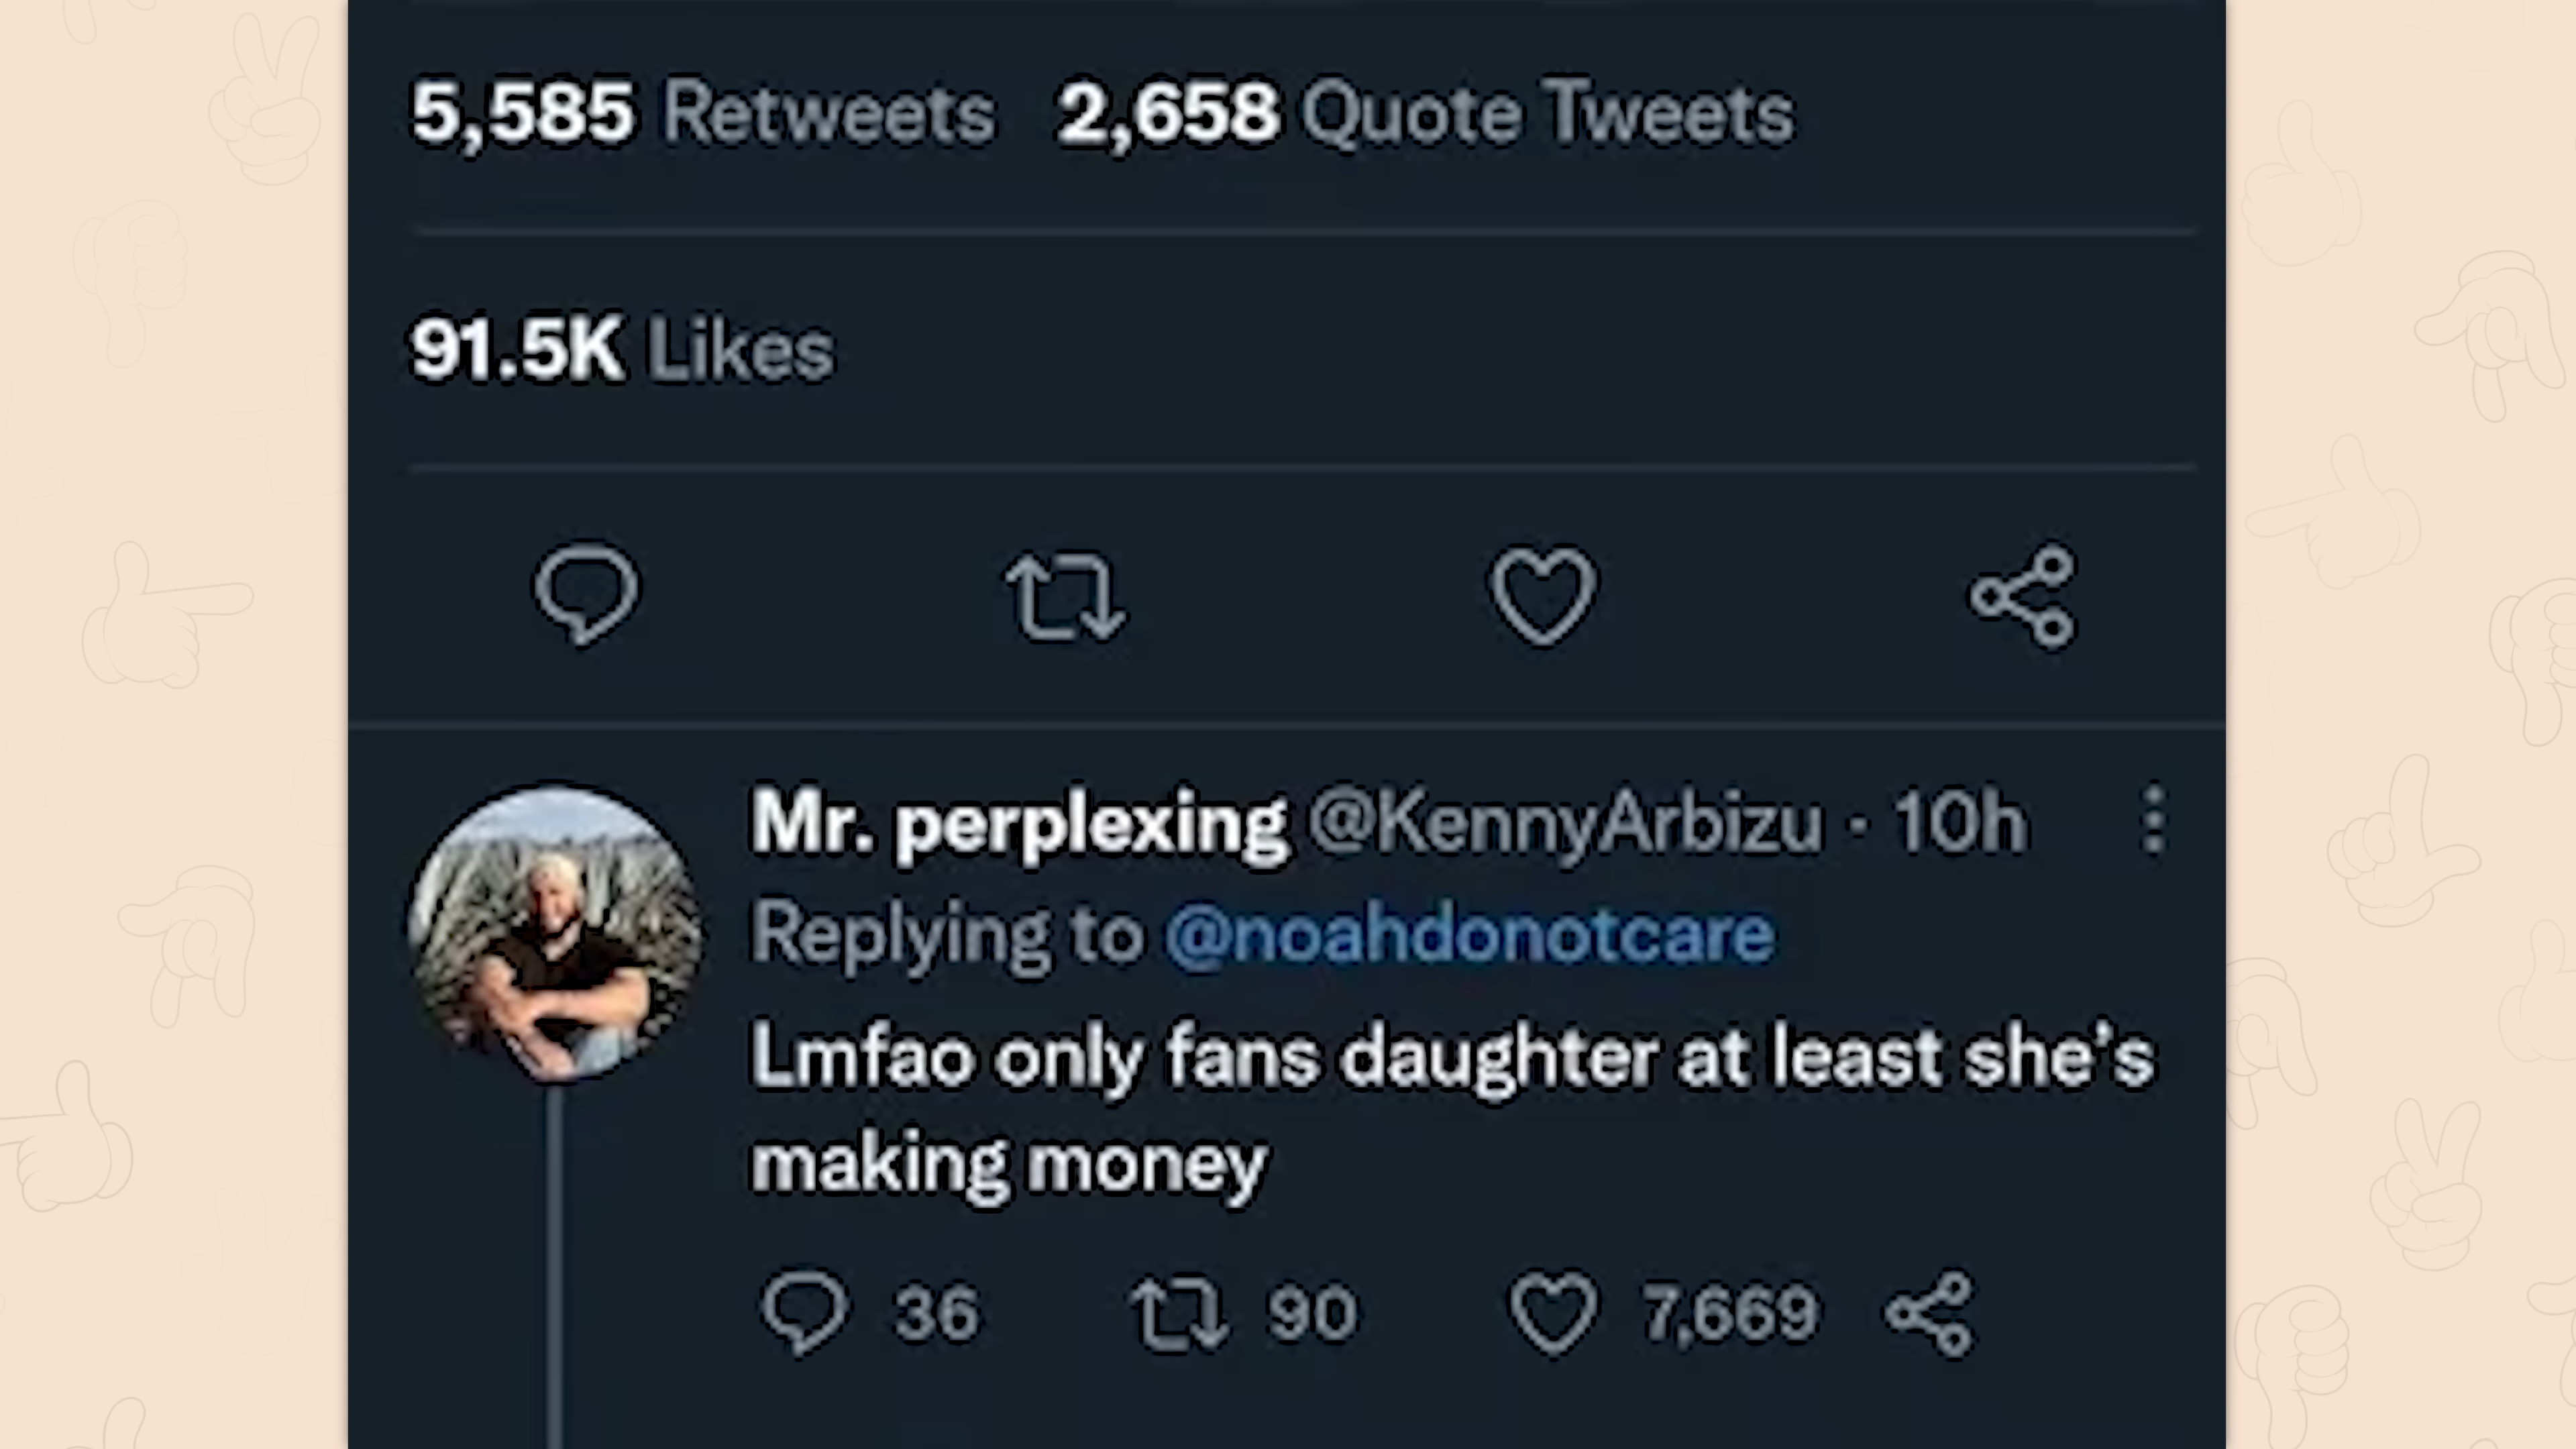 5,585 Retweets 2,658 Quote Tweets
91.5K Likes
Mr. perplexing @KennyArbizu · 10h
Replying to @noahdonotcare
Lmfao only fans daughter at least she's
making money
36 90 7,669